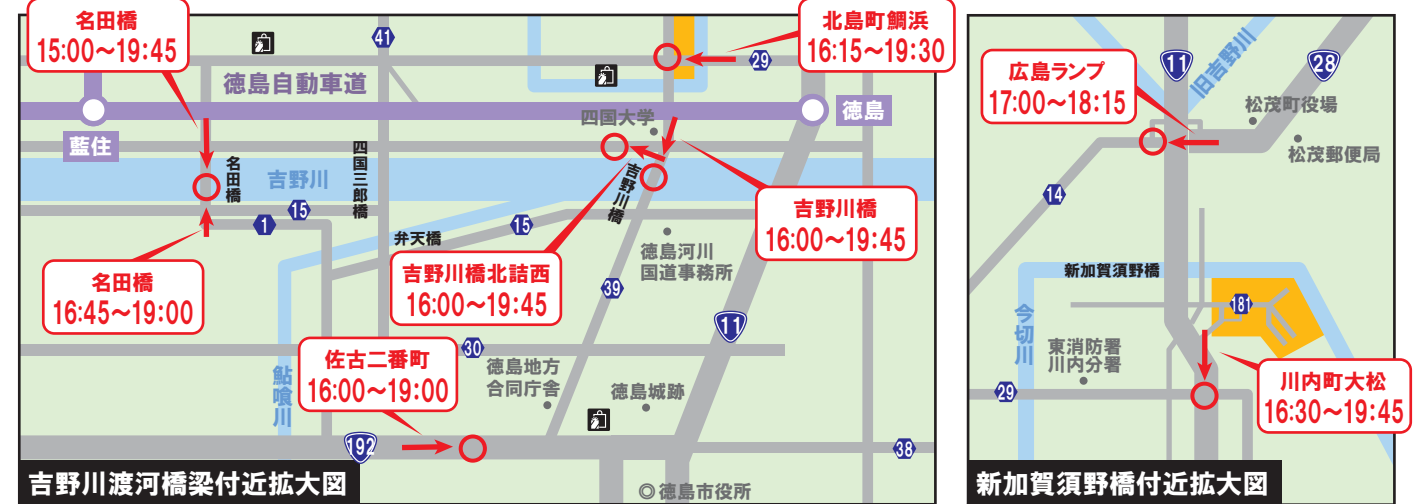 名田橋
15:00〜19:45
41
北島町鯛浜
16:15〜19:30
29
徳島自動車道
四国大学
徳島
藍住
名田橋
吉野川
四国三郎橋
吉野川橋
15
1
弁天橋
15
吉野川橋
16:00〜19:45
徳島河川
国道事務所
名田橋
16:45〜19:00
吉野川橋北詰西
16:00〜19:45
39
11
30
佐古二番町
16:00〜19:00
鮎喰川
徳島地方
合同庁舎
徳島城跡
192
38
吉野川渡河橋梁付近拡大図
◎徳島市役所
11
旧吉野川
28
広島ランプ
17:00〜18:15
松茂町役場
松茂郵便局
14
新加賀須野橋
今切川
181
東消防署
川内分署
29
川内町大松
16:30〜19:45
新加賀須野橋付近拡大図